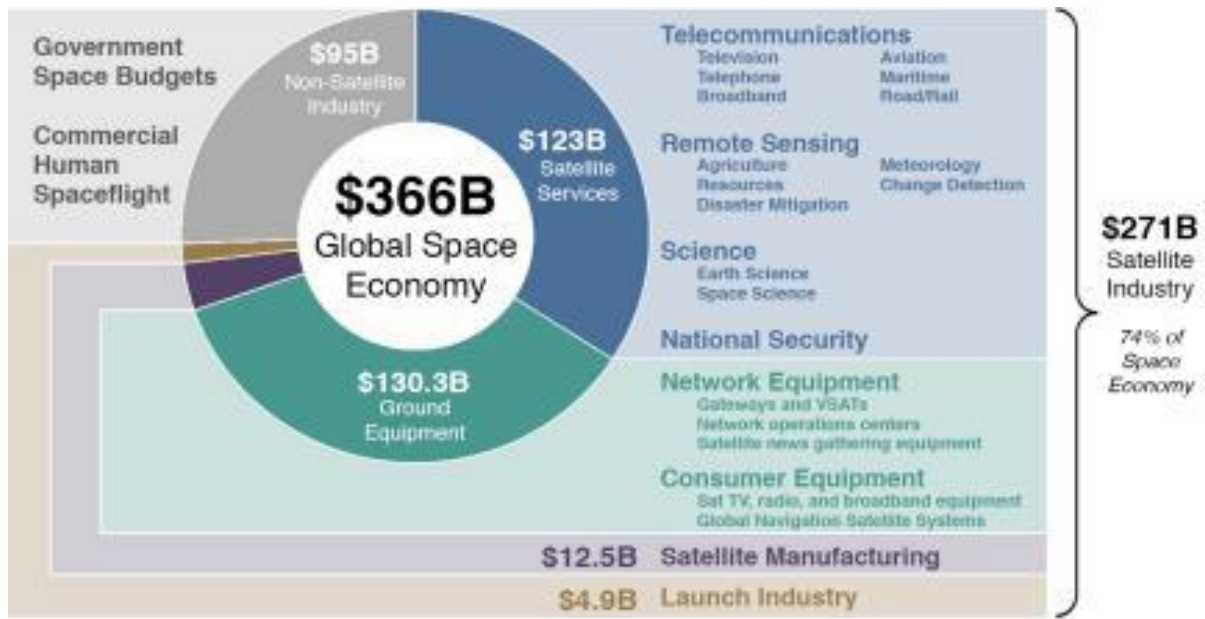 Government
Space Budgets
Commercial
Human
Spaceflight
$95B
Non-Satellite
Industry
$123B
Satellite
Services
$366B
Global Space
Economy
$130.3B
Ground
Equipment
Telecommunications
Television Aviation
Telephone Maritime
Broadband Road/Rail
Remote Sensing
Agriculture Meteorology
Resources Change Detection
Disaster Mitigation
Science
Earth Science
Space Science
National Security
Network Equipment
Gateways and VSATs
Network operations centers
Satellite news gathering equipment
Consumer Equipment
Sat TV, radio, and broadband equipment
Global Navigation Satellite Systems
$12.5B Satellite Manufacturing
$4.9B Launch Industry
$271B
Satellite
Industry
74% of
Space
Economy